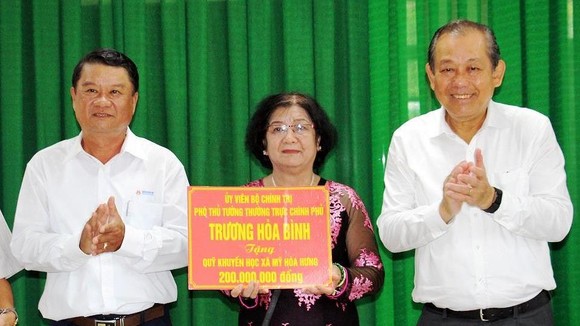 ỦY VIÊN BỘ CHÍNH TRỊ
PHÓ THỦ TƯỚNG THƯỜNG TRỰC CHÍNH PHỦ
TRƯƠNG HÒA BÌNH
Tặng
QUỸ KHUYẾN HỌC XÃ MỸ HÒA HƯNG
200.000.000 đồng